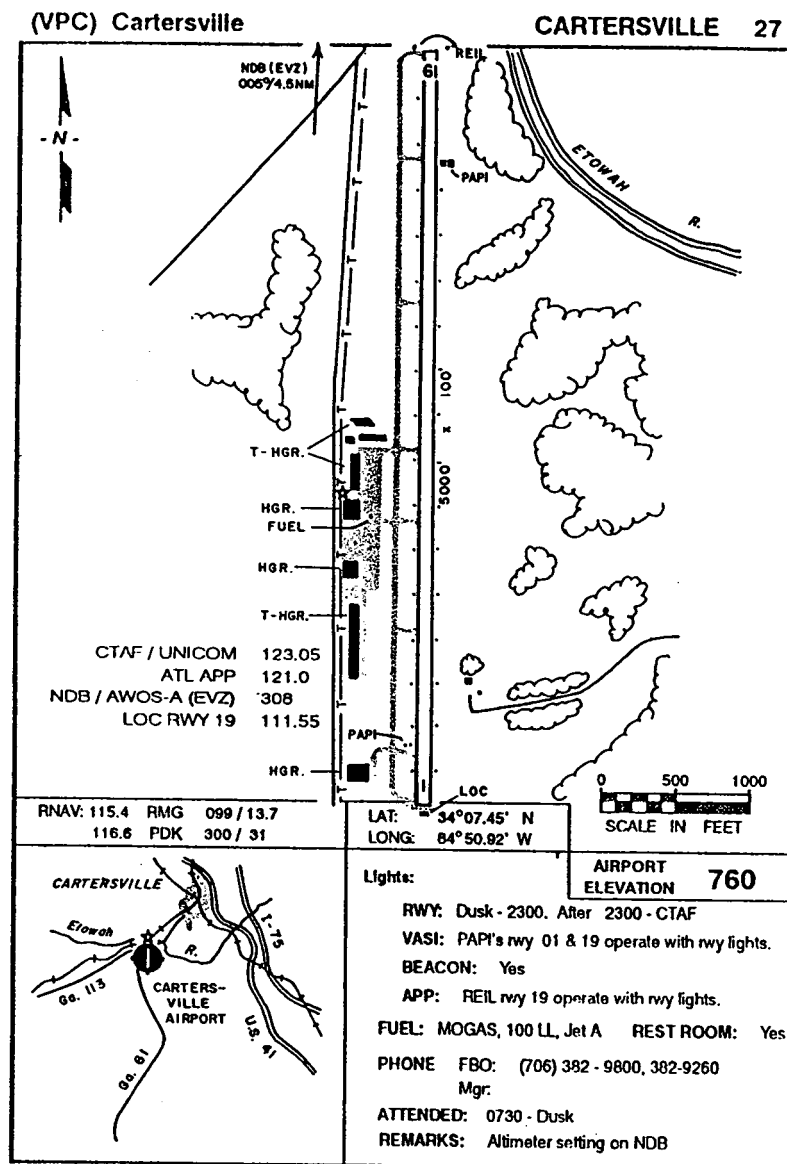 (VPC) Cartersville CARTERSVILLE 27
NDB (EVZ)
005°/4.5NM
REIL
19
- N -
PAPI
ETOWAH R.
5000' x 100'
T-HGR.
HGR.
FUEL
HGR.
T-HGR.
CTAF / UNICOM 123.05
ATL APP 121.0
NDB / AWOS-A (EVZ) 308
LOC RWY 19 111.55
PAPI
HGR.
LOC
1
0 500 1000
SCALE IN FEET
RNAV: 115.4 RMG 099 / 13.7
116.6 PDK 300 / 31
LAT: 34°07.45' N
LONG: 84°50.92' W
AIRPORT ELEVATION 760
CARTERSVILLE
Etowah R.
I-75
Ga. 113
CARTERS-
VILLE
AIRPORT
U.S. 41
Ga. 61
Lights:
RWY: Dusk - 2300. After 2300 - CTAF
VASI: PAPI's rwy 01 & 19 operate with rwy lights.
BEACON: Yes
APP: REIL rwy 19 operate with rwy lights.
FUEL: MOGAS, 100 LL, Jet A REST ROOM: Yes
PHONE FBO: (706) 382 - 9800, 382-9260
Mgr:
ATTENDED: 0730 - Dusk
REMARKS: Altimeter setting on NDB